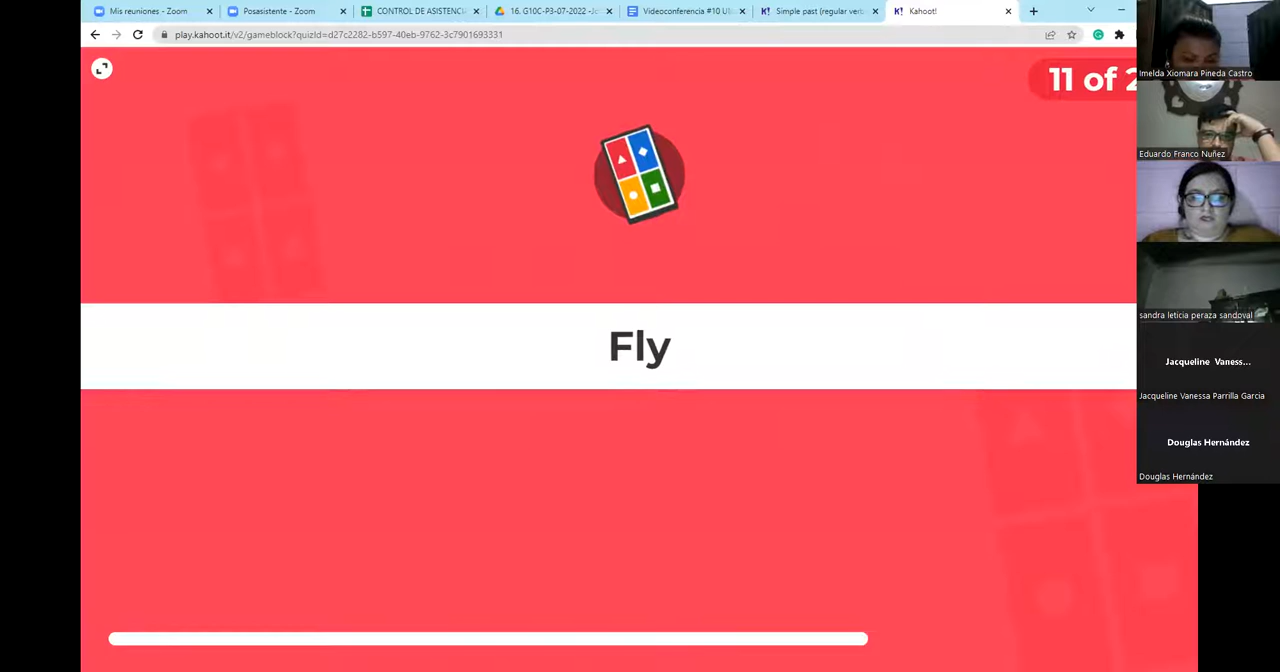 Mis reuniones - Zoom
Posasistente - Zoom
CONTROL DE ASISTENCI
16. G10C-P3-07-2022 -Jo
Videoconferencia #10 U
K! Simple past (regular verb
K! Kahoot!
play.kahoot.it/v2/gameblock?quizId=d27c2282-b597-40eb-9762-3c7901693331
11 of 2
Fly
Imelda Xiomara Pineda Castro
Eduardo Franco Nuñez
sandra leticia peraza sandoval
Jacqueline Vaness...
Jacqueline Vanessa Parrilla Garcia
Douglas Hernández
Douglas Hernández